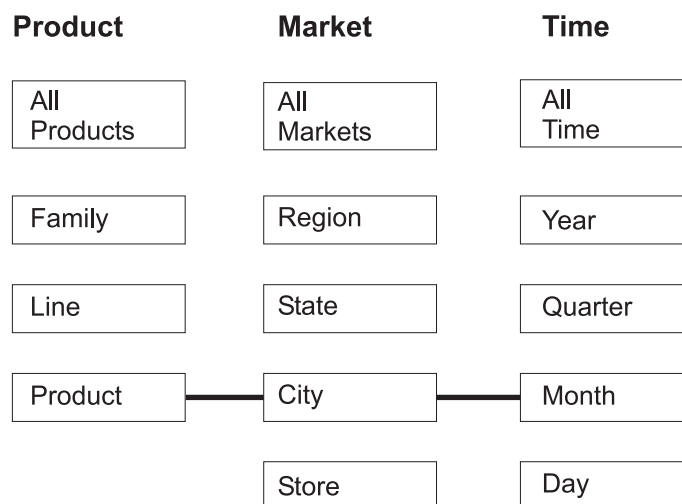 Product Market Time
All
Products
All
Markets
All
Time
Family Region Year
Line State Quarter
Product City Month
Store Day